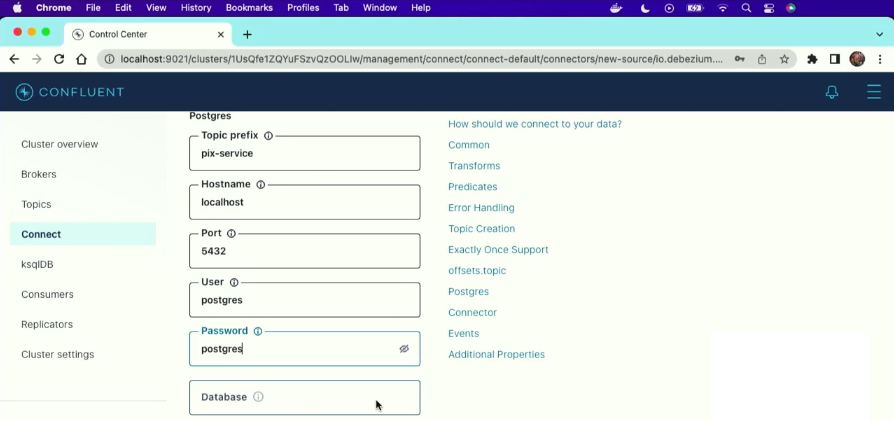 Chrome File Edit View History Bookmarks Profiles Tab Window Help
Control Center
localhost:9021/clusters/1UsQfe1ZQYuFSzvQzOOLIw/management/connect/connect-default/connectors/new-source/io.debezium....
CONFLUENT
Cluster overview
Brokers
Topics
Connect
ksqlDB
Consumers
Replicators
Cluster settings
Postgres
Topic prefix
pix-service
Hostname
localhost
Port
5432
User
postgres
Password
postgres
Database
How should we connect to your data?
Common
Transforms
Predicates
Error Handling
Topic Creation
Exactly Once Support
offsets.topic
Postgres
Connector
Events
Additional Properties